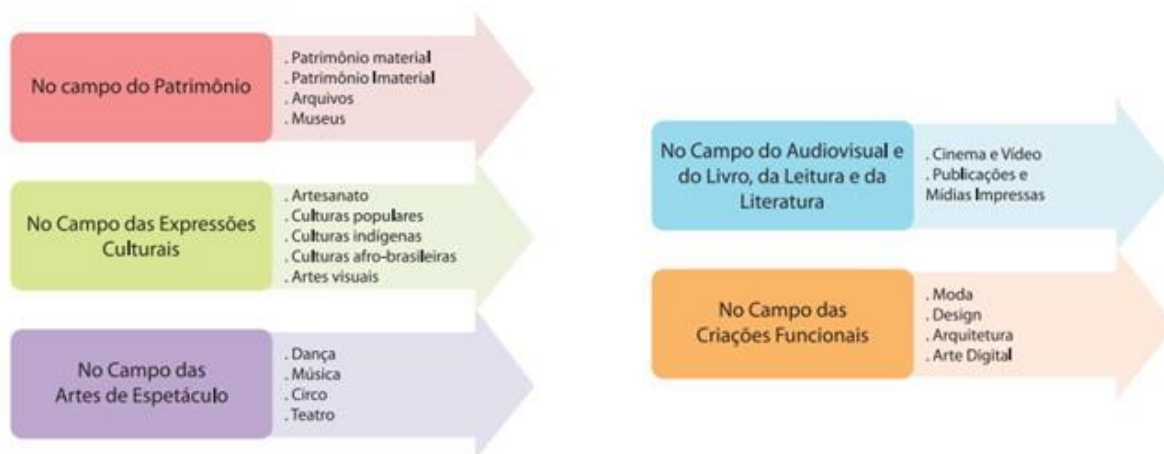 No campo do Patrimônio
. Patrimônio material
. Patrimônio Imaterial
. Arquivos
. Museus
No Campo das Expressões
Culturais
. Artesanato
. Culturas populares
. Culturas indígenas
. Culturas afro-brasileiras
. Artes visuais
No Campo das
Artes de Espetáculo
. Dança
. Música
. Circo
. Teatro
No Campo do Audiovisual e
do Livro, da Leitura e da
Literatura
. Cinema e Vídeo
. Publicações e
Mídias Impressas
No Campo das
Criações Funcionais
. Moda
. Design
. Arquitetura
. Arte Digital